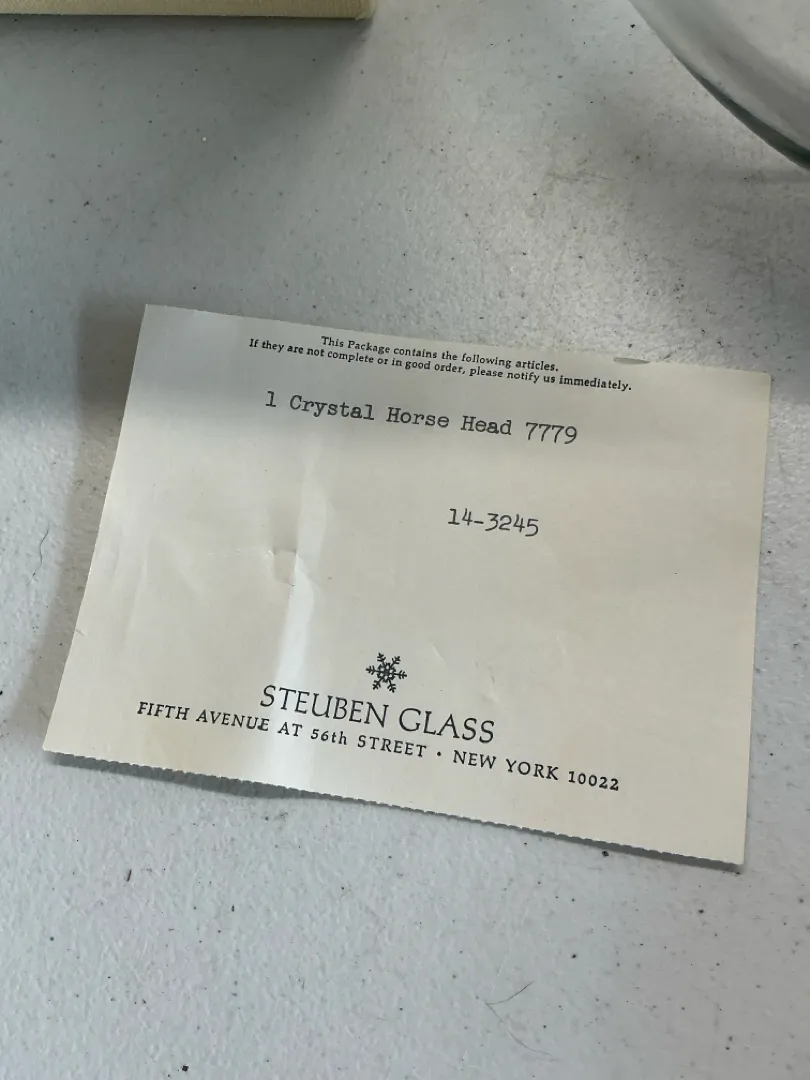 This Package contains the following articles.
If they are not complete or in good order, please notify us immediately.
1 Crystal Horse Head 7779
14-3245
STEUBEN GLASS
FIFTH AVENUE AT 56th STREET • NEW YORK 10022